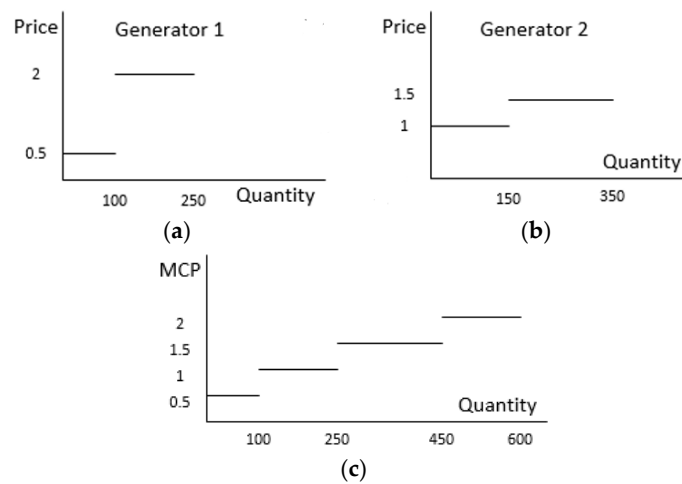 Price Generator 1
2
0.5
100 250 Quantity
(a)
Price Generator 2
1.5
1
Quantity
150 350
(b)
MCP
2
1.5
1
0.5
Quantity
100 250 450 600
(c)